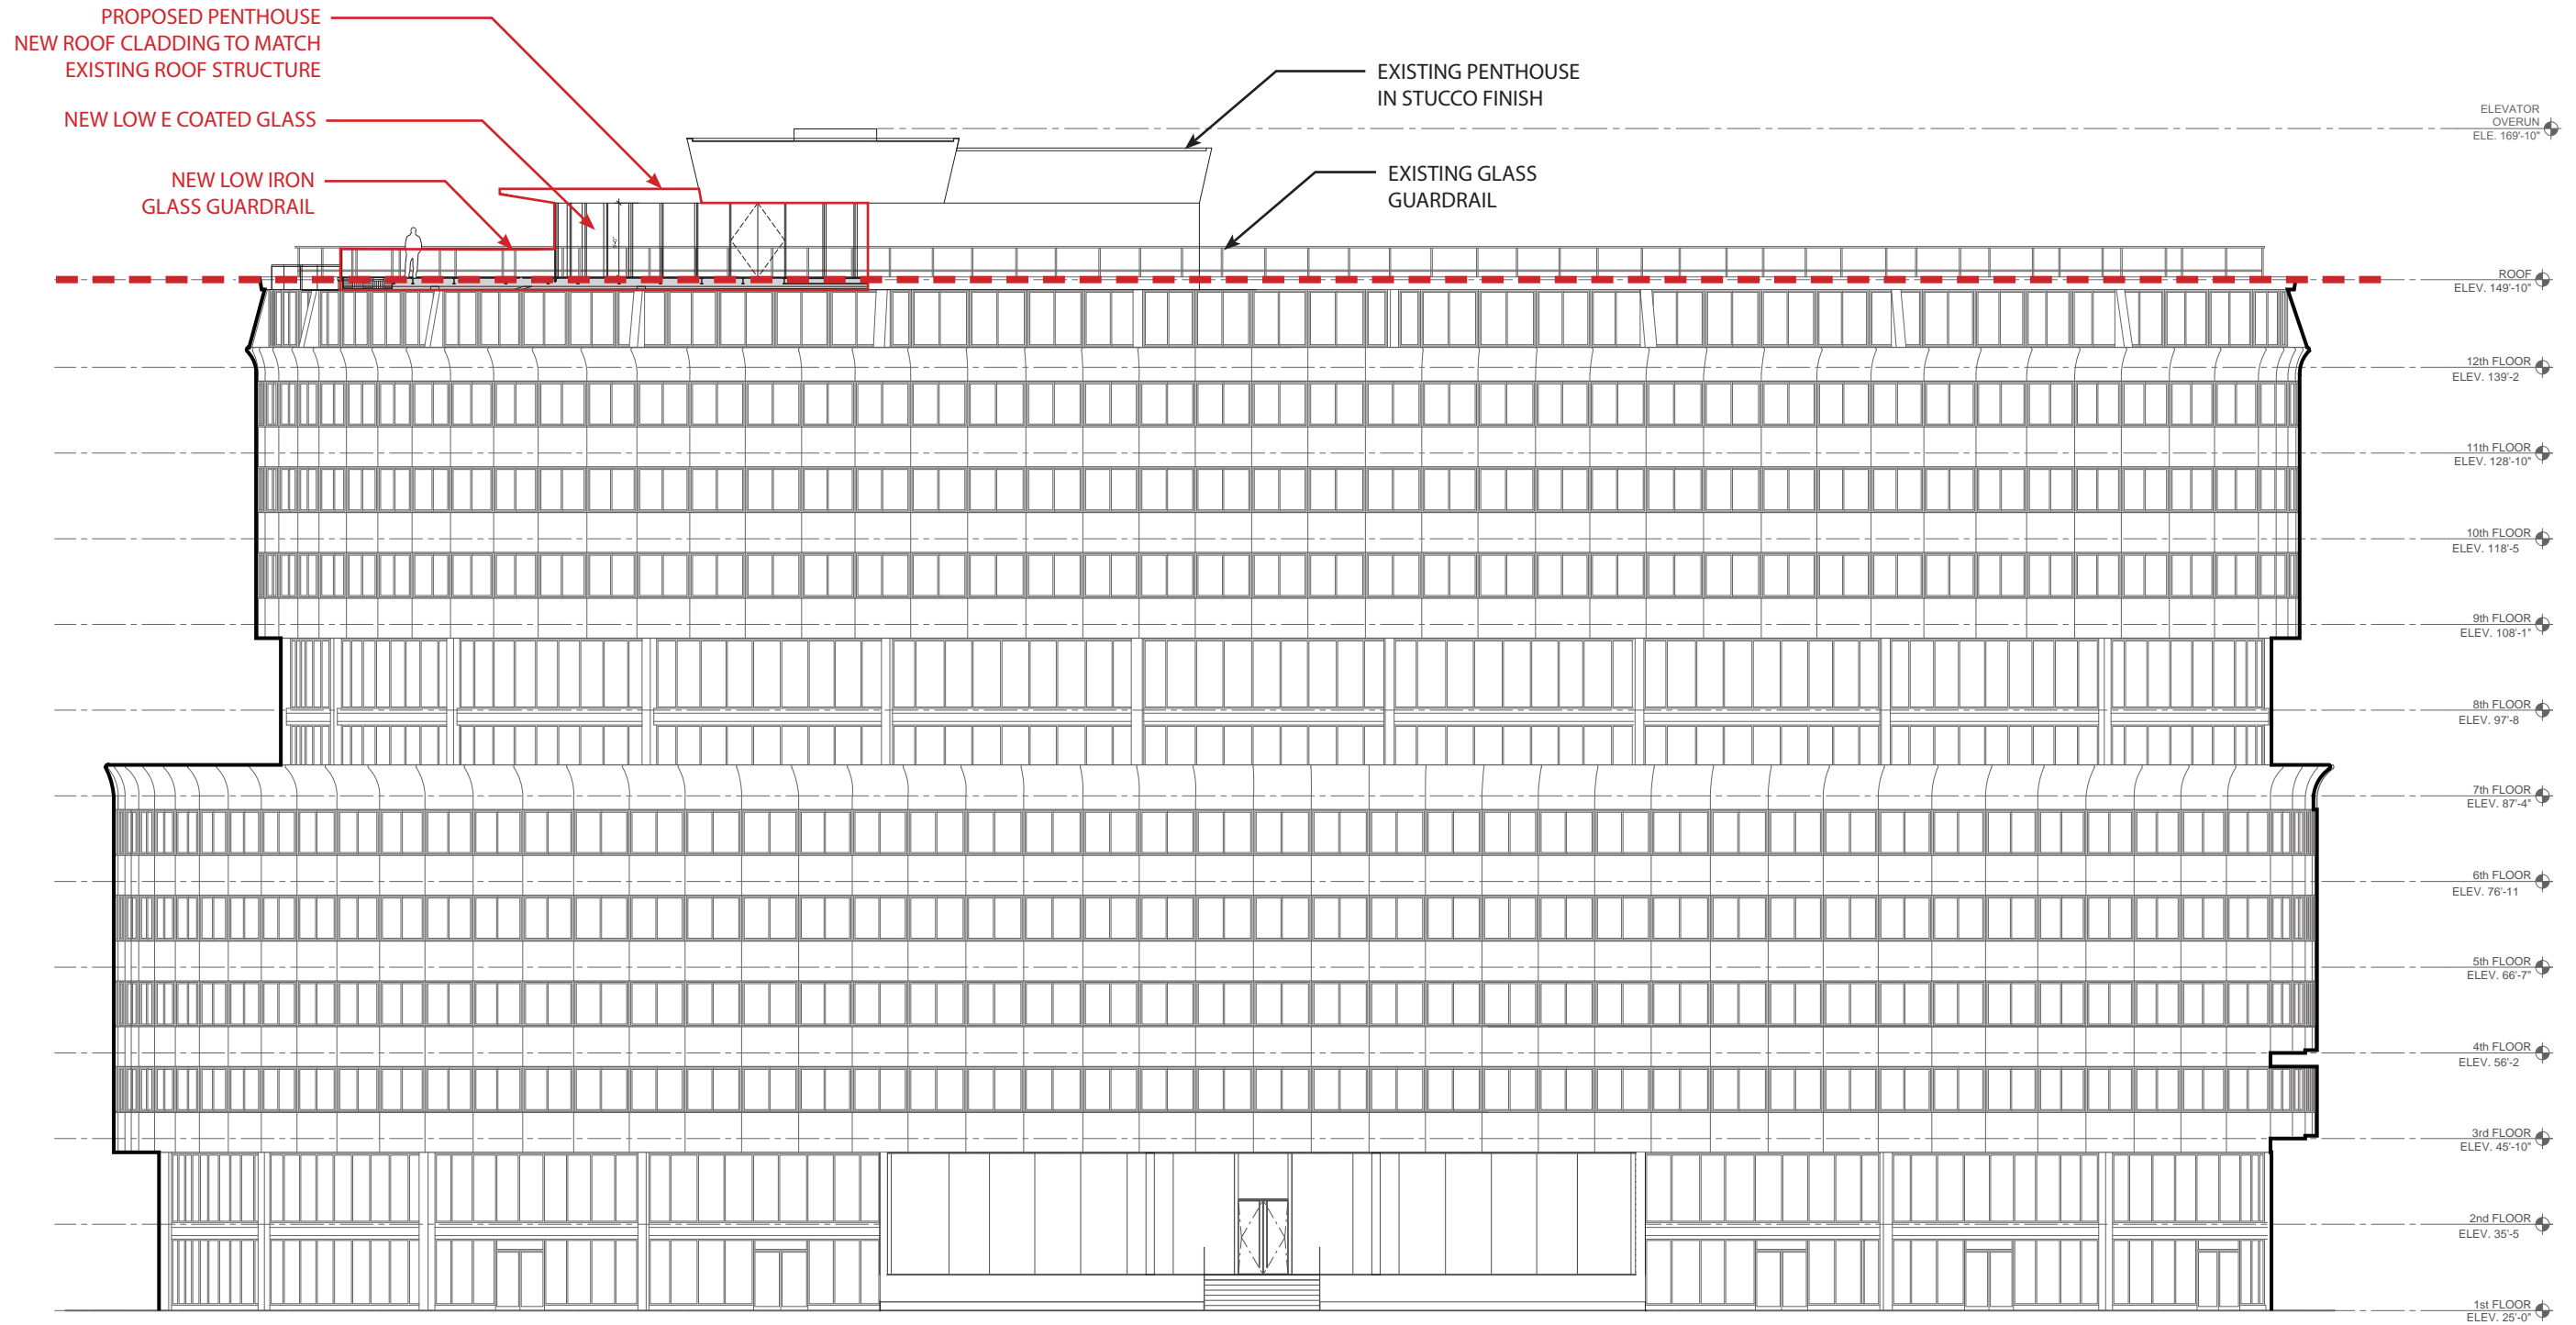 PROPOSED PENTHOUSE
NEW ROOF CLADDING TO MATCH
EXISTING ROOF STRUCTURE
NEW LOW E COATED GLASS
NEW LOW IRON
GLASS GUARDRAIL
EXISTING PENTHOUSE
IN STUCCO FINISH
EXISTING GLASS
GUARDRAIL
ELEVATOR
OVERUN
ELE. 169'-10"
ROOF
ELEV. 149'-10"
12th FLOOR
ELEV. 139'-2
11th FLOOR
ELEV. 128'-10"
10th FLOOR
ELEV. 118'-5
9th FLOOR
ELEV. 108'-1"
8th FLOOR
ELEV. 97'-8
7th FLOOR
ELEV. 87'-4"
6th FLOOR
ELEV. 76'-11
5th FLOOR
ELEV. 66'-7"
4th FLOOR
ELEV. 56'-2
3rd FLOOR
ELEV. 45'-10"
2nd FLOOR
ELEV. 35'-5
1st FLOOR
ELEV. 25'-0"